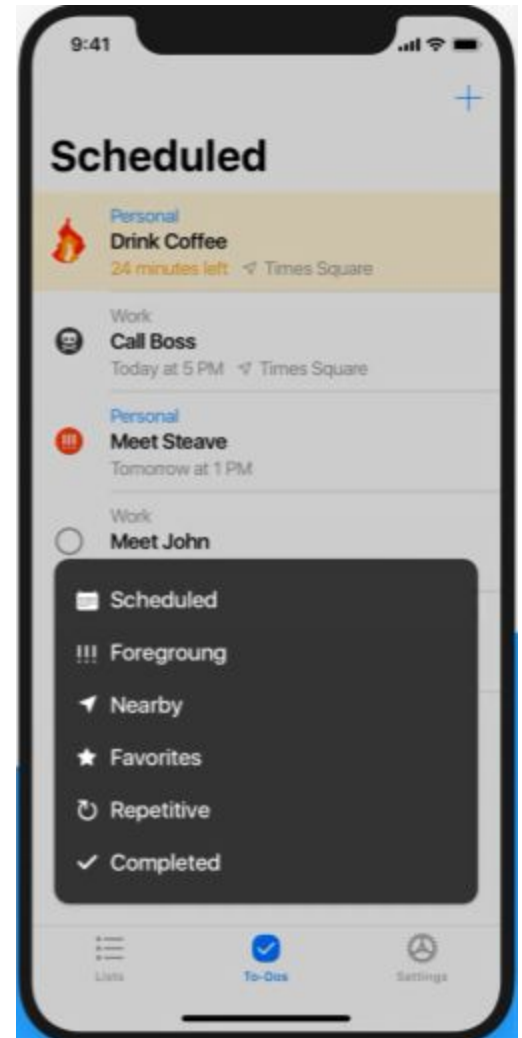 9:41
Scheduled
Personal
Drink Coffee
24 minutes left Times Square
Work
Call Boss
Today at 5 PM Times Square
Personal
Meet Steave
Tomorrow at 1 PM
Work
Meet John
Scheduled
!!! Foregroung
Nearby
Favorites
Repetitive
Completed
Lists To-Dos Settings